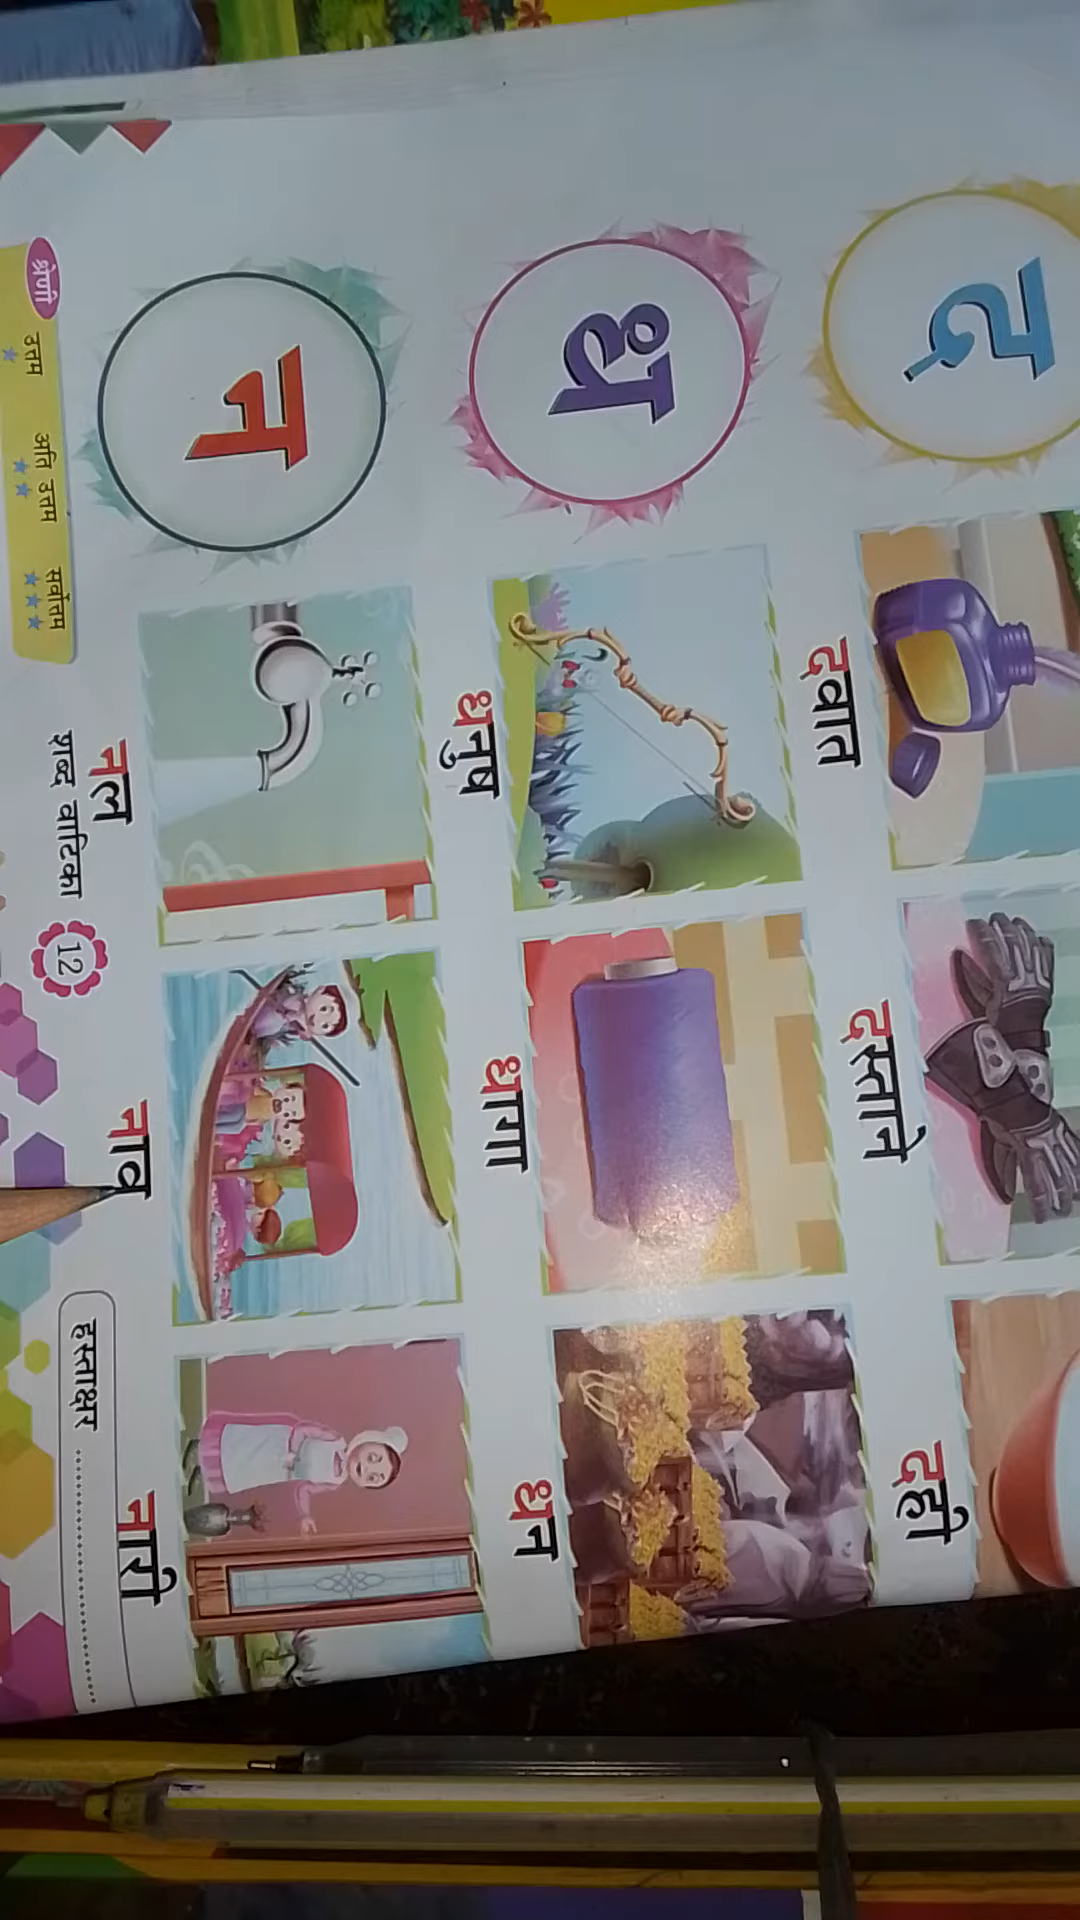 द
दवात दस्ताने दही
ध
धनुष धागा धन
न
नल नाव नारी
श्रेणी उत्तम अति उत्तम सर्वोत्तम
शब्द वाटिका 12 हस्ताक्षर ........................